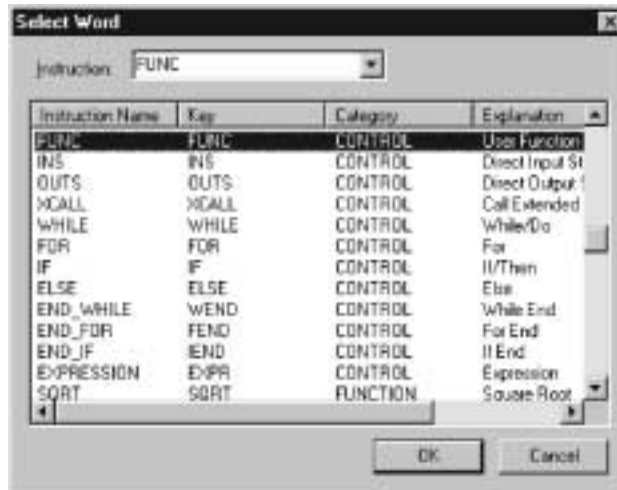 Select Word
Instruction: FUNC
Instruction Name Key Category Explanation
FUNC FUNC CONTROL User Function
INS INS CONTROL Direct Input St
OUTS OUTS CONTROL Direct Output
XCALL XCALL CONTROL Call Extended
WHILE WHILE CONTROL While/Do
FOR FOR CONTROL For
IF IF CONTROL If/Then
ELSE ELSE CONTROL Else
END_WHILE WEND CONTROL While End
END_FOR FEND CONTROL For End
END_IF IEND CONTROL If End
EXPRESSION EXPR CONTROL Expression
SQRT SQRT FUNCTION Square Root
OK Cancel